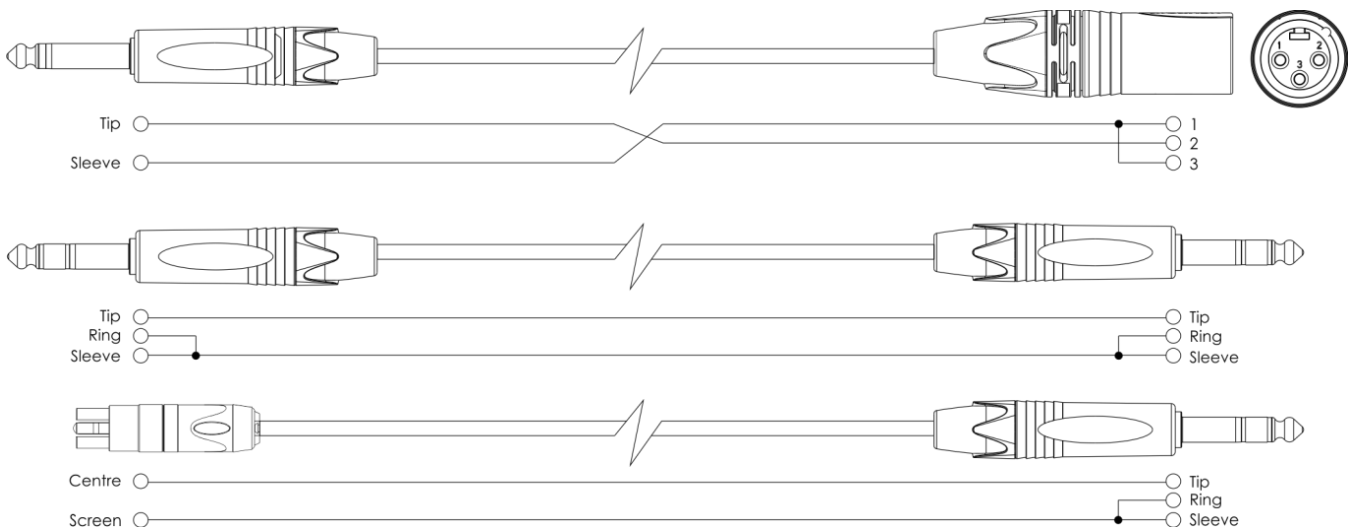 1 2
3
Tip 1
2
Sleeve 3
Tip Tip
Ring Ring
Sleeve Sleeve
Centre Tip
Ring
Screen Sleeve